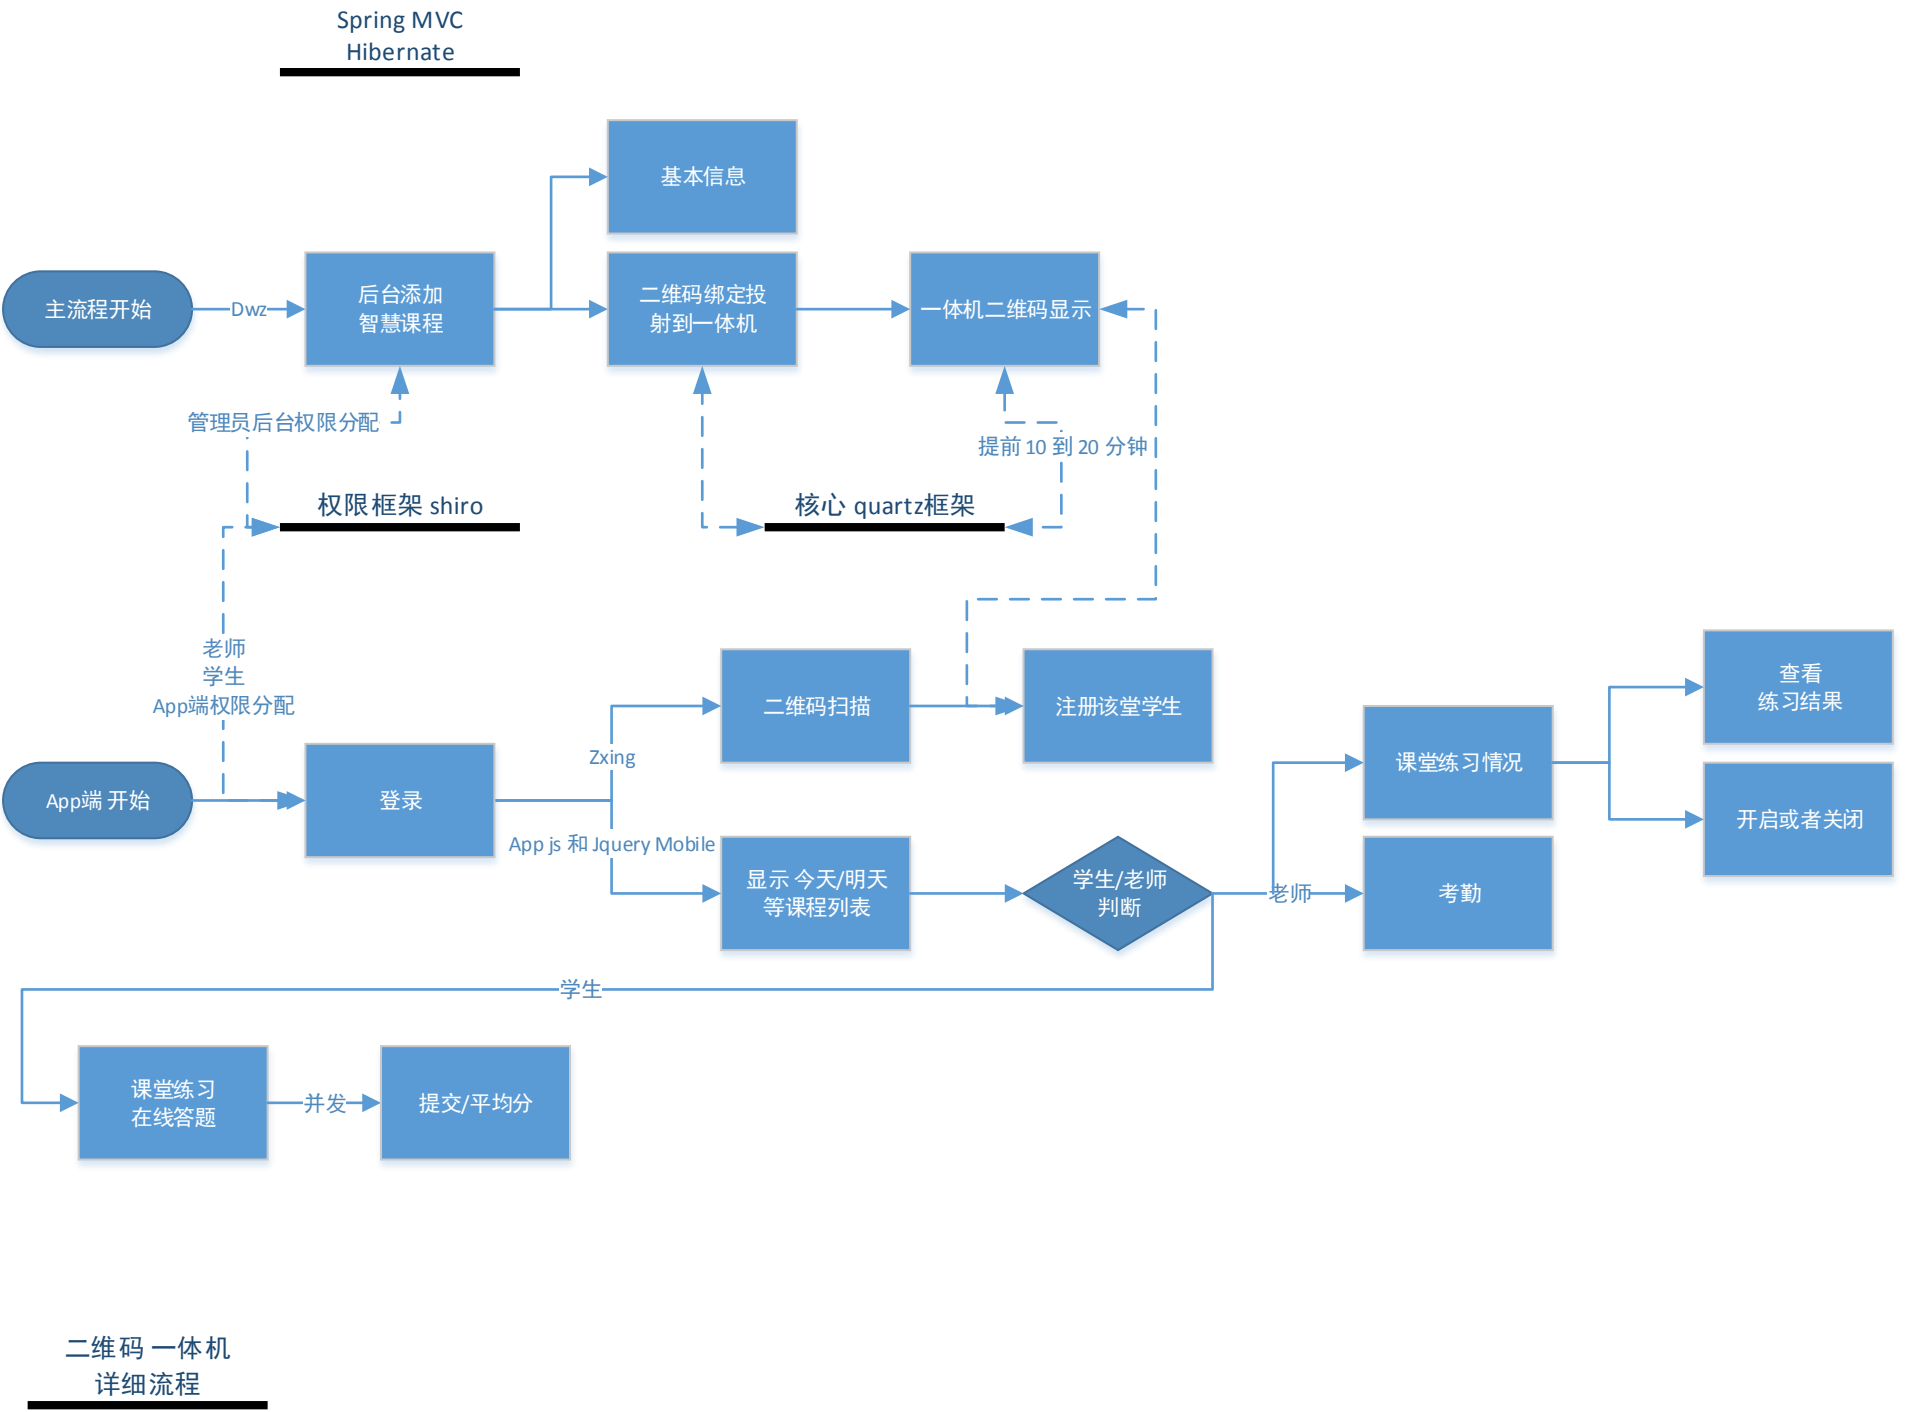 Spring MVC
Hibernate
基本信息
主流程开始
Dwz
后台添加
智慧课程
二维码绑定投
射到一体机
一体机二维码显示
管理员后台权限分配
提前 10 到 20 分钟
权限框架 shiro
核心 quartz框架
老师
学生
App端权限分配
二维码扫描
注册该堂学生
查看
练习结果
Zxing
课堂练习情况
App端 开始
登录
开启或者关闭
App js 和 Jquery Mobile
显示 今天/明天
等课程列表
学生/老师
判断
老师
考勤
学生
课堂练习
在线答题
并发
提交/平均分
二维码 一体机
详细流程